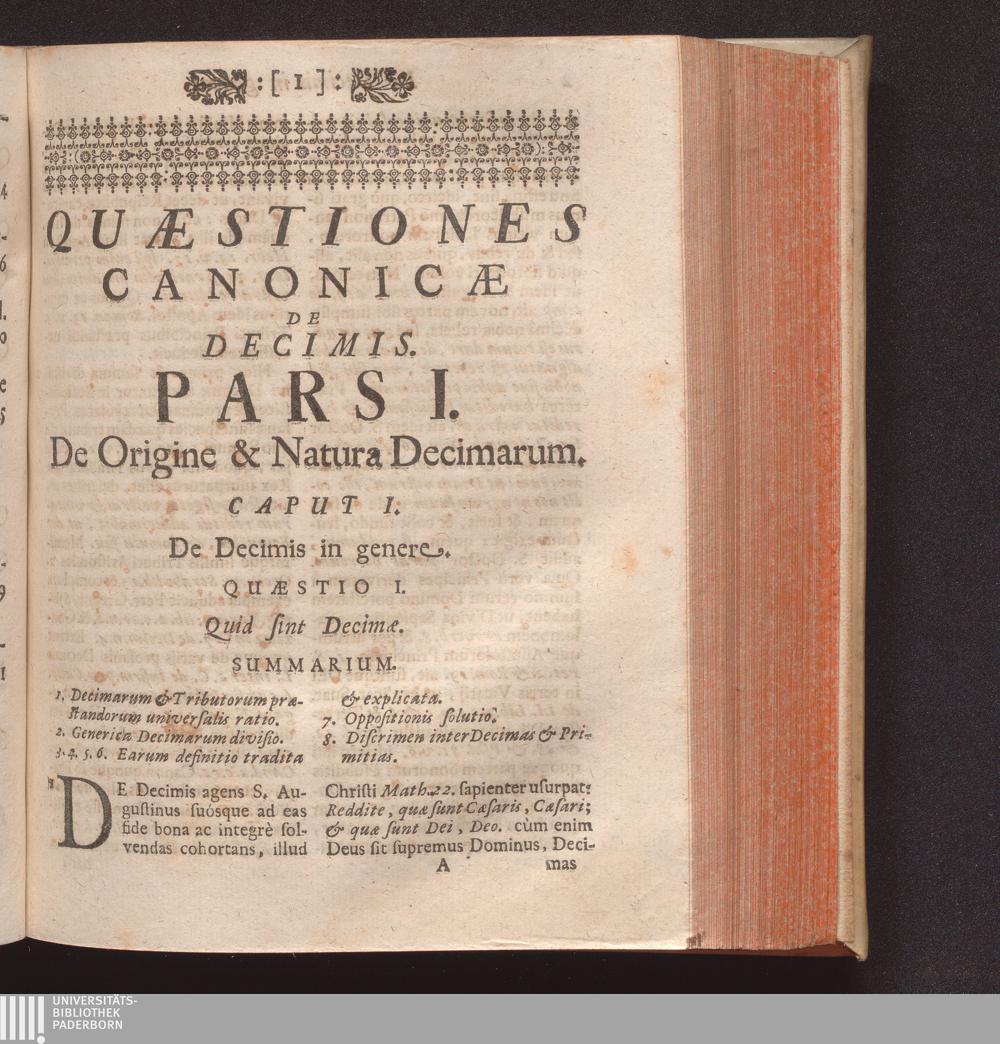 :[ 1 ]:
QUÆSTIONES
CANONICÆ
DE
DECIMIS.
PARS I.
De Origine & Natura Decimarum.
CAPUT I.
De Decimis in genere.
QUÆSTIO I.
Quid ſint Decimæ.
SUMMARIUM.
1. Decimarum & Tributorum præ-
ſtandorum univerſalis ratio.
2. Generica Decimarum diviſio.
3. 4. 5. 6. Earum definitio tradita
& explicata.
7. Oppoſitionis ſolutio.
8. Diſcrimen inter Decimas & Pri-
mitias.
DE Decimis agens S. Au-
guſtinus ſuósque ad eas
fide bona ac integrè ſol-
vendas cohortans, illud
Chriſti Math. 22. ſapienter uſurpat:
Reddite, quæ ſunt Cæſaris, Cæſari;
& quæ ſunt Dei, Deo. cùm enim
Deus ſit ſupremus Dominus, Deci-
A mas
UNIVERSITÄTS-
BIBLIOTHEK
PADERBORN